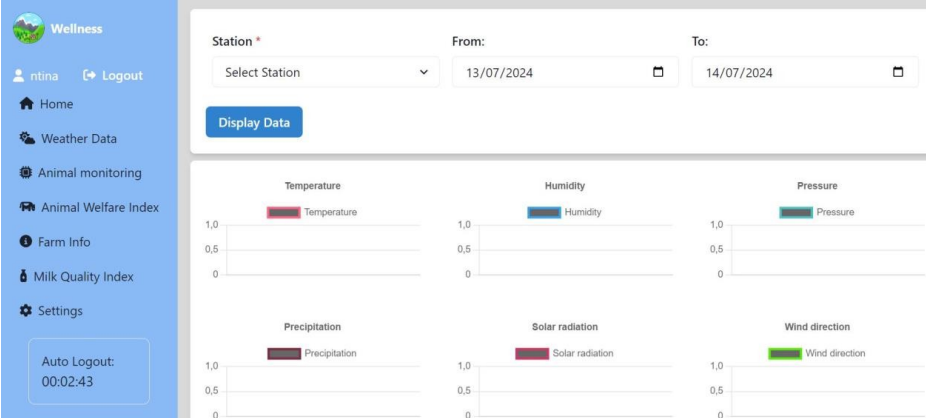 Wellness
ntina Logout
Home
Weather Data
Animal monitoring
Animal Welfare Index
Farm Info
Milk Quality Index
Settings
Auto Logout:
00:02:43
Station * From: To:
Select Station 13/07/2024 14/07/2024
Display Data
Temperature Humidity Pressure
Temperature Humidity Pressure
1,0 1,0 1,0
0,5 0,5 0,5
0 0 0
Precipitation Solar radiation Wind direction
Precipitation Solar radiation Wind direction
1,0 1,0 1,0
0,5 0,5 0,5
0 0 0